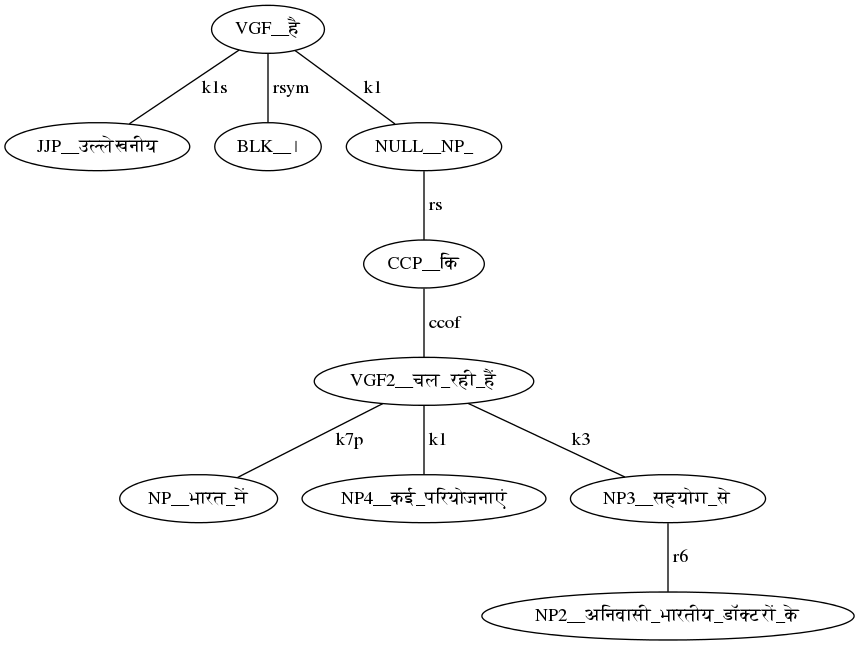 VGF__है
k1s rsym k1
JJP__उल्लेखनीय BLK__। NULL__NP_
rs
CCP__कि
ccof
VGF2__चल_रही_हैं
k7p k1 k3
NP__भारत_में NP4__कई_परियोजनाएं NP3__सहयोग_से
r6
NP2__अनिवासी_भारतीय_डॉक्टरों_के